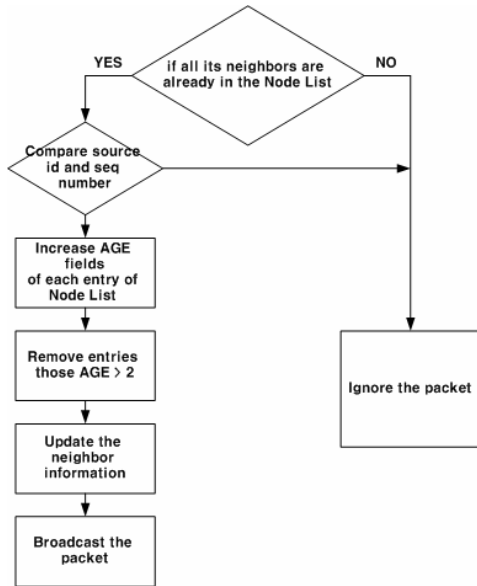 YES
if all its neighbors are
already in the Node List
NO
Compare source
id and seq
number
Increase AGE
fields
of each entry of
Node List
Remove entries
those AGE > 2
Ignore the packet
Update the
neighbor
information
Broadcast the
packet